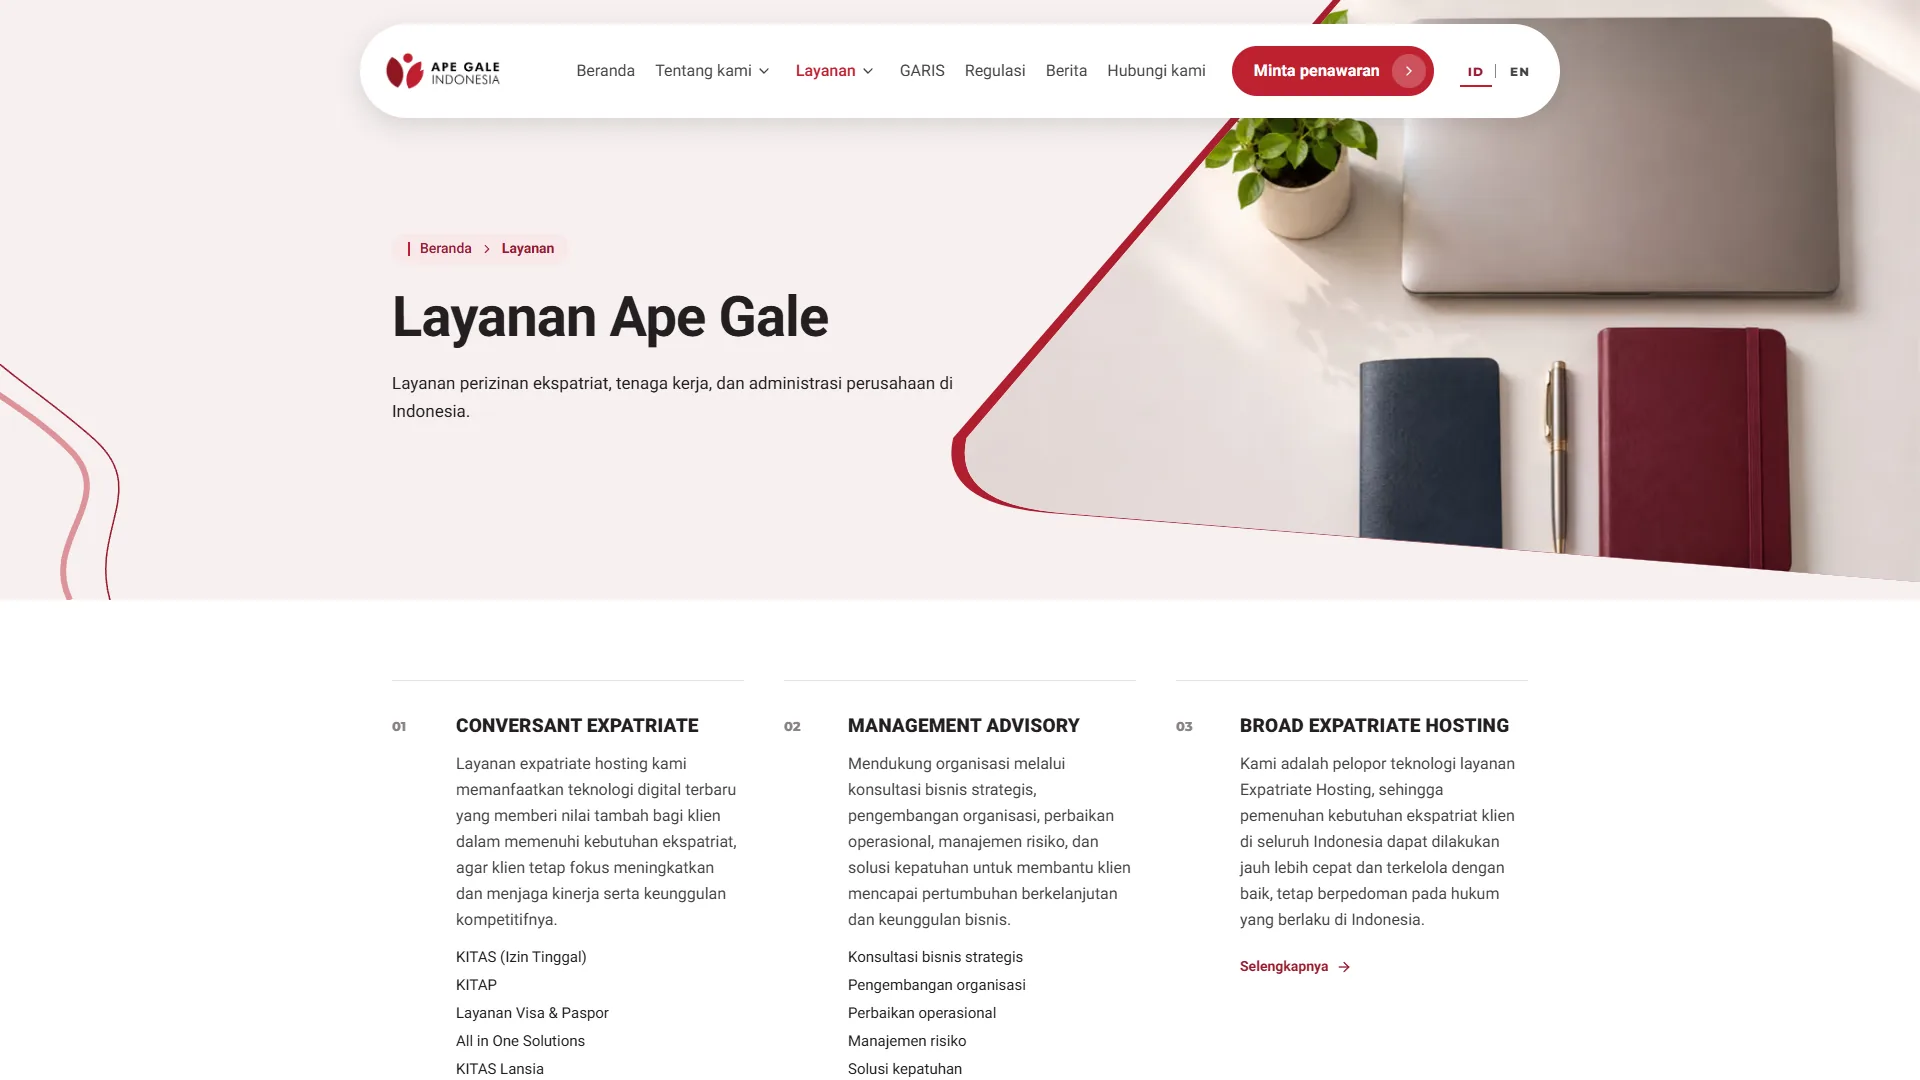 APE GALE
INDONESIA
Beranda
Tentang kami
Layanan
GARIS
Regulasi
Berita
Hubungi kami
Minta penawaran
ID
EN
Beranda
Layanan
Layanan Ape Gale
Layanan perizinan ekspatriat, tenaga kerja, dan administrasi perusahaan di
Indonesia.
01
CONVERSANT EXPATRIATE
Layanan expatriate hosting kami
memanfaatkan teknologi digital terbaru
yang memberi nilai tambah bagi klien
dalam memenuhi kebutuhan ekspatriat,
agar klien tetap fokus meningkatkan
dan menjaga kinerja serta keunggulan
kompetitifnya.
KITAS (Izin Tinggal)
KITAP
Layanan Visa & Paspor
All in One Solutions
KITAS Lansia
02
MANAGEMENT ADVISORY
Mendukung organisasi melalui
konsultasi bisnis strategis,
pengembangan organisasi, perbaikan
operasional, manajemen risiko, dan
solusi kepatuhan untuk membantu klien
mencapai pertumbuhan berkelanjutan
dan keunggulan bisnis.
Konsultasi bisnis strategis
Pengembangan organisasi
Perbaikan operasional
Manajemen risiko
Solusi kepatuhan
03
BROAD EXPATRIATE HOSTING
Kami adalah pelopor teknologi layanan
Expatriate Hosting, sehingga
pemenuhan kebutuhan ekspatriat klien
di seluruh Indonesia dapat dilakukan
jauh lebih cepat dan terkelola dengan
baik, tetap berpedoman pada hukum
yang berlaku di Indonesia.
Selengkapnya